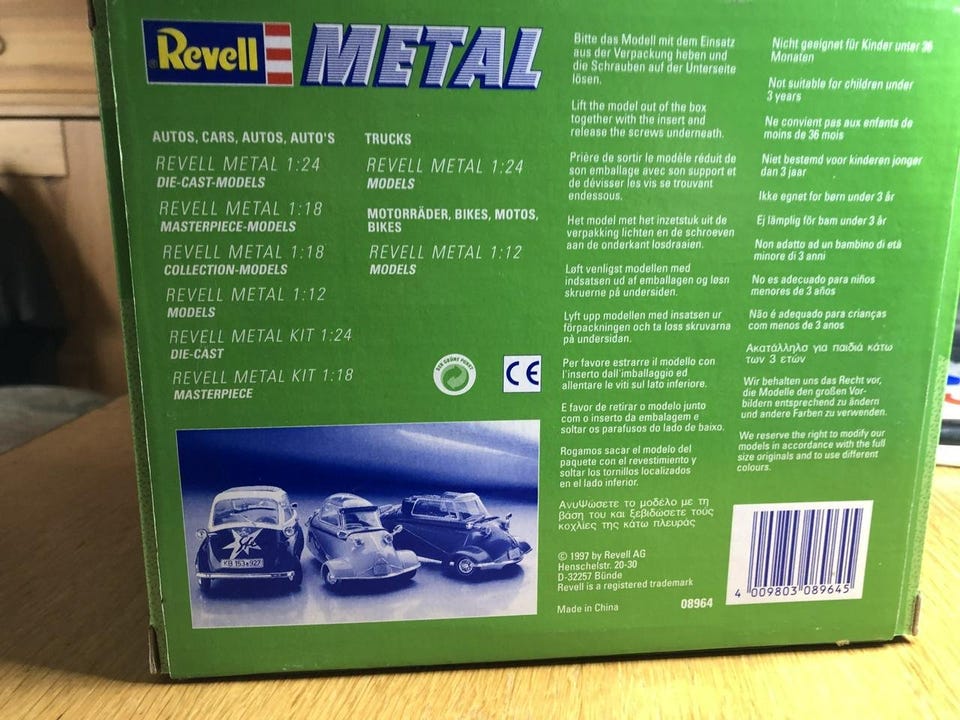 Revell METAL
AUTOS, CARS, AUTOS, AUTO'S
REVELL METAL 1:24
DIE-CAST-MODELS
REVELL METAL 1:18
MASTERPIECE-MODELS
REVELL METAL 1:18
COLLECTION-MODELS
REVELL METAL 1:12
MODELS
REVELL METAL KIT 1:24
DIE-CAST
REVELL METAL KIT 1:18
MASTERPIECE
TRUCKS
REVELL METAL 1:24
MODELS
MOTORRÄDER, BIKES, MOTOS,
BIKES
REVELL METAL 1:12
MODELS
DER GRÜNE PUNKT
CE
KB 153 927
Bitte das Modell mit dem Einsatz
aus der Verpackung heben und
die Schrauben auf der Unterseite
lösen.
Lift the model out of the box
together with the insert and
release the screws underneath.
Prière de sortir le modèle réduit de
son emballage avec son support et
de dévisser les vis se trouvant
endessous.
Het model met het inzetstuk uit de
verpakking lichten en de schroeven
aan de onderkant losdraaien.
Løft venligst modellen med
indsatsen ud af emballagen og løsn
skruerne på undersiden.
Lyft upp modellen med insatsen ur
förpackningen och ta loss skruvarna
på undersidan.
Per favore estrarre il modello con
l'inserto dall'imballaggio ed
allentare le viti sul lato inferiore.
E favor de retirar o modelo junto
com o inserto da embalagem e
soltar os parafusos do lado de baixo.
Rogamos sacar el modelo del
paquete con el revestimiento y
soltar los tornillos localizados
en el lado inferior.
ΑνυΨώσετε το μοδέλο με τη
βάση του και ξεβιδώσετε τούς
κοχλίες της κάτω πλευράς
© 1997 by Revell AG
Henschelstr. 20-30
D-32257 Bünde
Revell is a registered trademark
Made in China
08964
Nicht geeignet für Kinder unter 36
Monaten
Not suitable for children under
3 years
Ne convient pas aux enfants de
moins de 36 mois
Niet bestemd voor kinderen jonger
dan 3 jaar
Ikke egnet for børn under 3 år
Ej lämplig för barn under 3 år
Non adatto ad un bambino di età
minore di 3 anni
No es adecuado para niños
menores de 3 años
Não é adequado para crianças
com menos de 3 anos
Ακατάλληλο για παιδιά κάτω
των 3 ετών
Wir behalten uns das Recht vor,
die Modelle den großen Vor-
bildern entsprechend zu ändern
und andere Farben zu verwenden.
We reserve the right to modify our
models in accordance with the full
size originals and to use different
colours.
4 009803 089645